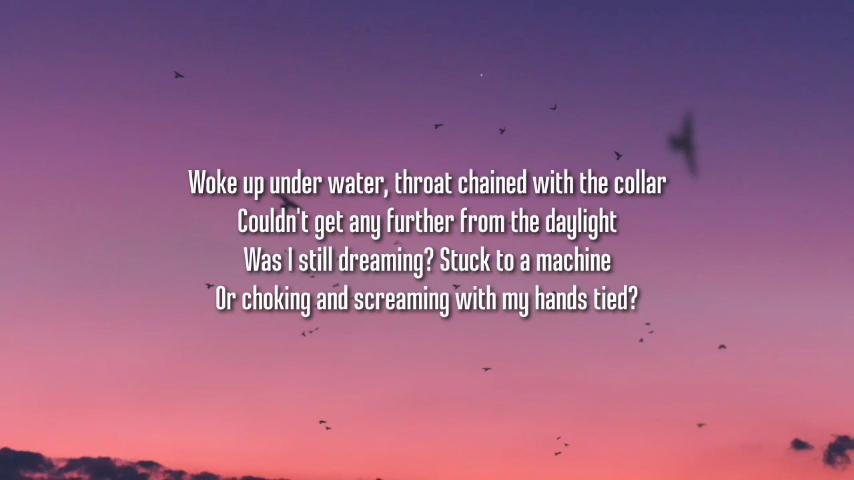 Woke up under water, throat chained with the collar
Couldn't get any further from the daylight
Was I still dreaming? Stuck to a machine
Or choking and screaming with my hands tied?